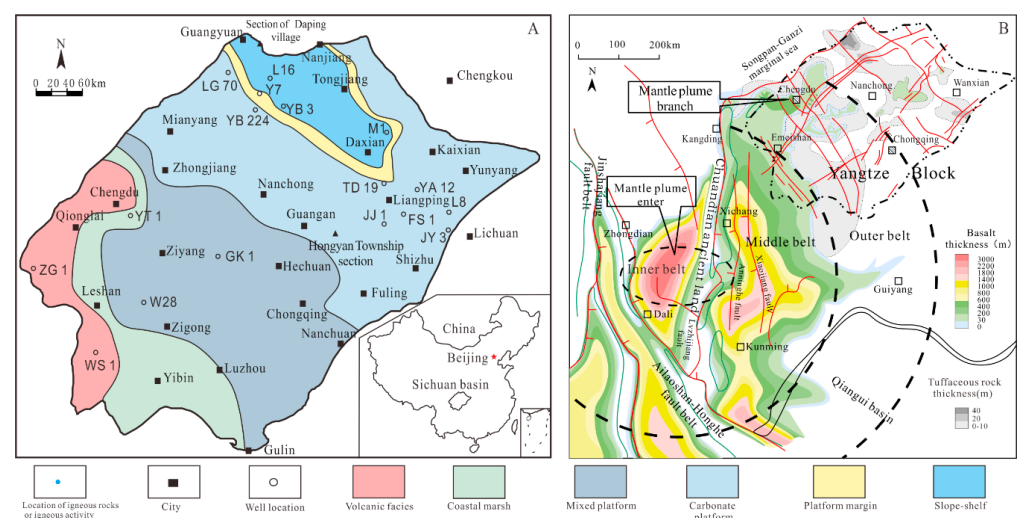 A
Section of Daping
village
Guangyuan
N
0 20 40 60km
LG 70
L16
Y7
Nanjiang
Tongjiang
Chengkou
YB 3
YB 224
Mianyang
M1
Daxian
Kaixian
Zhongjiang
Yunyang
Nanchong
TD 19
YA 12
Liangping
L8
Chengdu
YT 1
Qionglai
Guangan
JJ 1
FS 1
JY 3
Lichuan
Hongyan Township
section
Ziyang
GK 1
Hechuan
Shizhu
ZG 1
Leshan
W28
Fuling
Chongqing
Zigong
Nanchuan
WS 1
Yibin
Luzhou
Gulin
China
Beijing
Sichuan basin
B
0 100 200km
N
Songpan-Ganzi
marginal sea
Mantle plume
branch
Chengdu
Nanchong
Wanxian
Kangding
Emeishan
Chongqing
Jinshajiang
fault belt
Mantle plume
enter
Chuandian ancient land
Yangtze Block
Zhongdian
Xichang
Middle belt
Outer belt
Inner belt
Anninghe fault
Xiaojiang fault
Guiyang
Dali
Lvzhijiang
fault
Kunming
Ailaoshan-Honghe
fault belt
Qiangui basin
Basalt
thickness (m)
3000
2200
1800
1400
1000
800
600
400
200
50
0
Tuffaceous rock
thickness(m)
40
20
0-10
Location of igneous rocks
or igneous activity
City
Well location
Volcanic facies
Coastal marsh
Mixed platform
Carbonate
platform
Platform margin
Slope-shelf